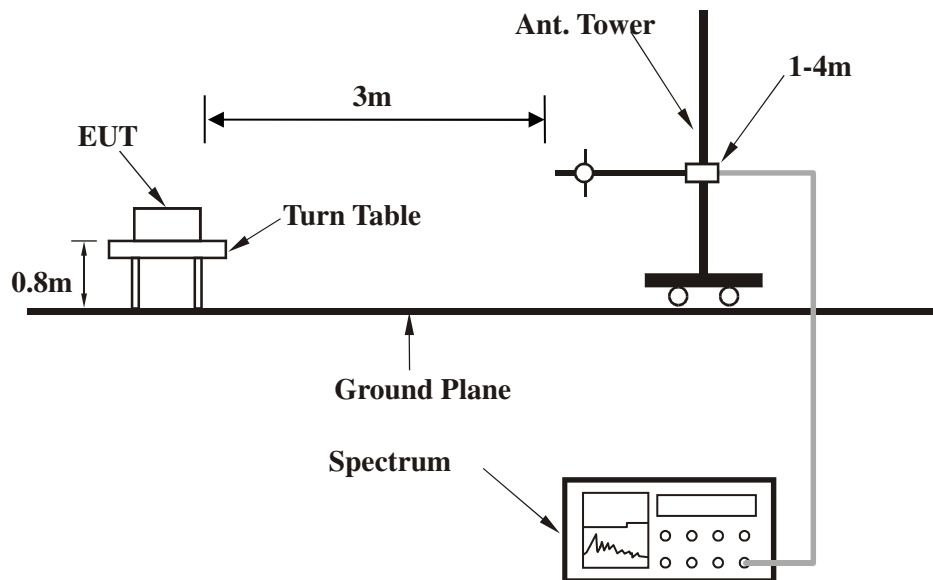 Ant. Tower
1-4m
3m
EUT
Turn Table
0.8m
Ground Plane
Spectrum